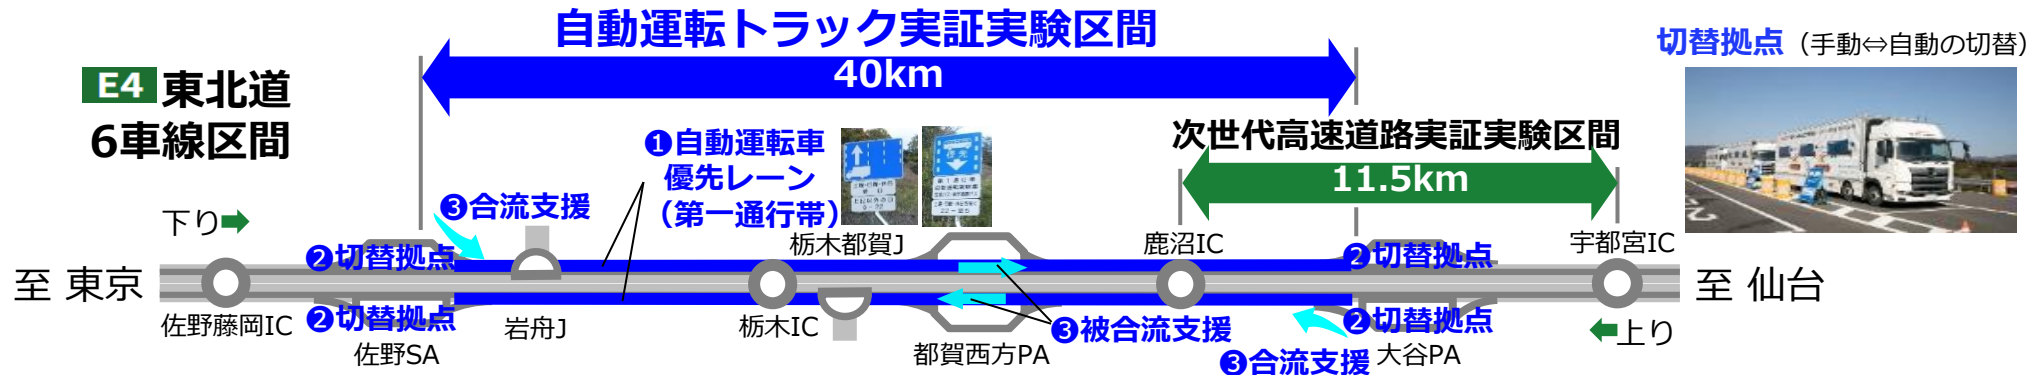 自動運転トラック実証実験区間
40km
切替拠点（手動⇔自動の切替）
E4 東北道
6車線区間
次世代高速道路実証実験区間
11.5km
❶自動運転車
優先レーン
（第一通行帯）
❸合流支援
下り
栃木都賀J
鹿沼IC
宇都宮IC
❷切替拠点
❷切替拠点
至 東京
至 仙台
❷切替拠点
❷切替拠点
佐野藤岡IC
佐野SA
岩舟J
栃木IC
都賀西方PA
❸被合流支援
❸合流支援
大谷PA
上り